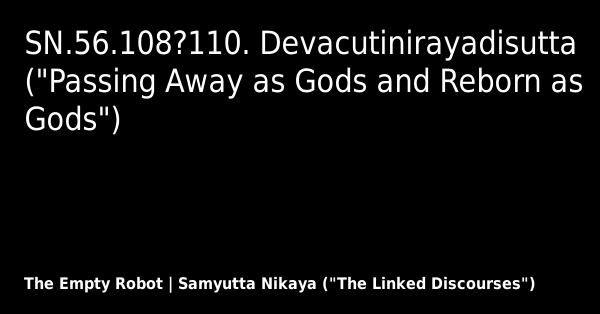 SN.56.108?110. Devacutinirayadisutta
("Passing Away as Gods and Reborn as
Gods")
The Empty Robot | Samyutta Nikaya ("The Linked Discourses")